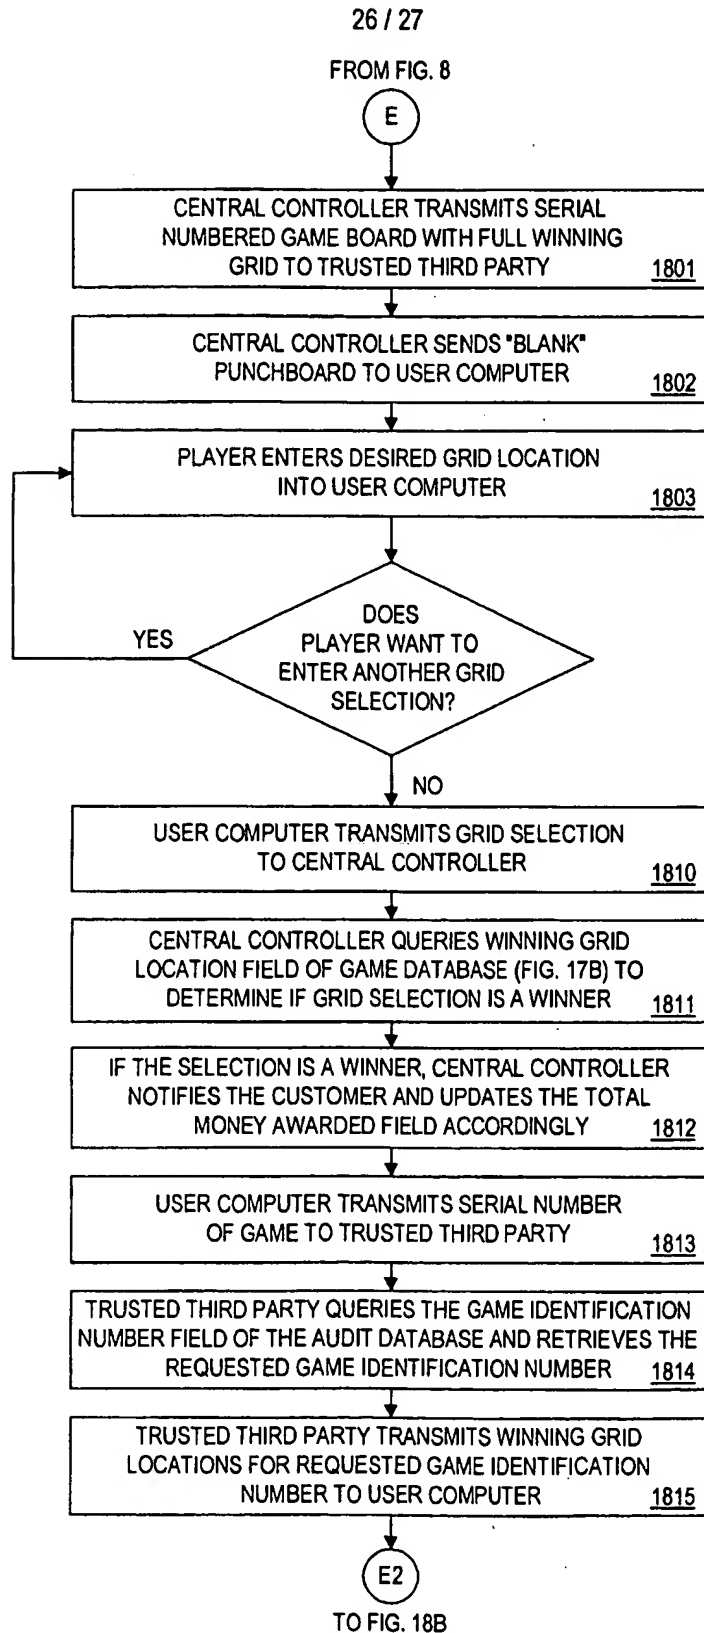 26 / 27
FROM FIG. 8
E
CENTRAL CONTROLLER TRANSMITS SERIAL
NUMBERED GAME BOARD WITH FULL WINNING
GRID TO TRUSTED THIRD PARTY 1801
CENTRAL CONTROLLER SENDS "BLANK"
PUNCHBOARD TO USER COMPUTER 1802
PLAYER ENTERS DESIRED GRID LOCATION
INTO USER COMPUTER 1803
DOES
PLAYER WANT TO
ENTER ANOTHER GRID
SELECTION?
YES
NO
USER COMPUTER TRANSMITS GRID SELECTION
TO CENTRAL CONTROLLER 1810
CENTRAL CONTROLLER QUERIES WINNING GRID
LOCATION FIELD OF GAME DATABASE (FIG. 17B) TO
DETERMINE IF GRID SELECTION IS A WINNER 1811
IF THE SELECTION IS A WINNER, CENTRAL CONTROLLER
NOTIFIES THE CUSTOMER AND UPDATES THE TOTAL
MONEY AWARDED FIELD ACCORDINGLY 1812
USER COMPUTER TRANSMITS SERIAL NUMBER
OF GAME TO TRUSTED THIRD PARTY 1813
TRUSTED THIRD PARTY QUERIES THE GAME IDENTIFICATION
NUMBER FIELD OF THE AUDIT DATABASE AND RETRIEVES THE
REQUESTED GAME IDENTIFICATION NUMBER 1814
TRUSTED THIRD PARTY TRANSMITS WINNING GRID
LOCATIONS FOR REQUESTED GAME IDENTIFICATION
NUMBER TO USER COMPUTER 1815
E2
TO FIG. 18B